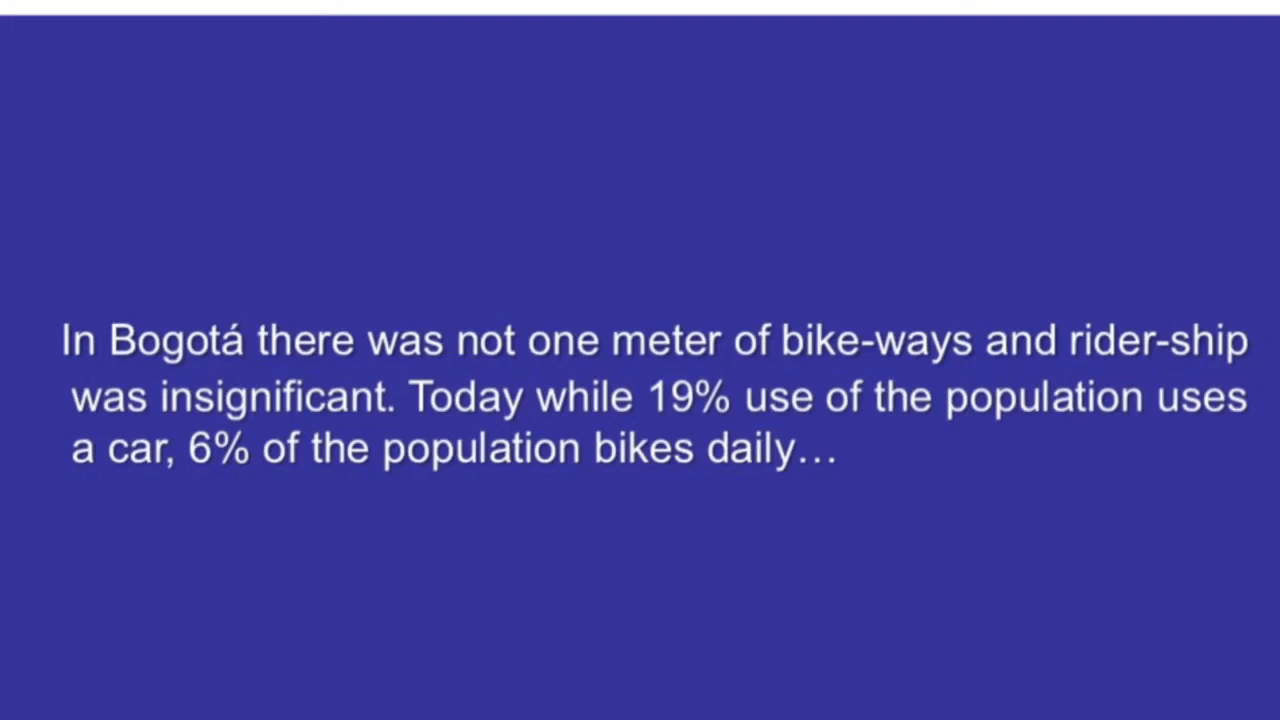 In Bogotá there was not one meter of bike-ways and rider-ship
was insignificant. Today while 19% use of the population uses
a car, 6% of the population bikes daily…